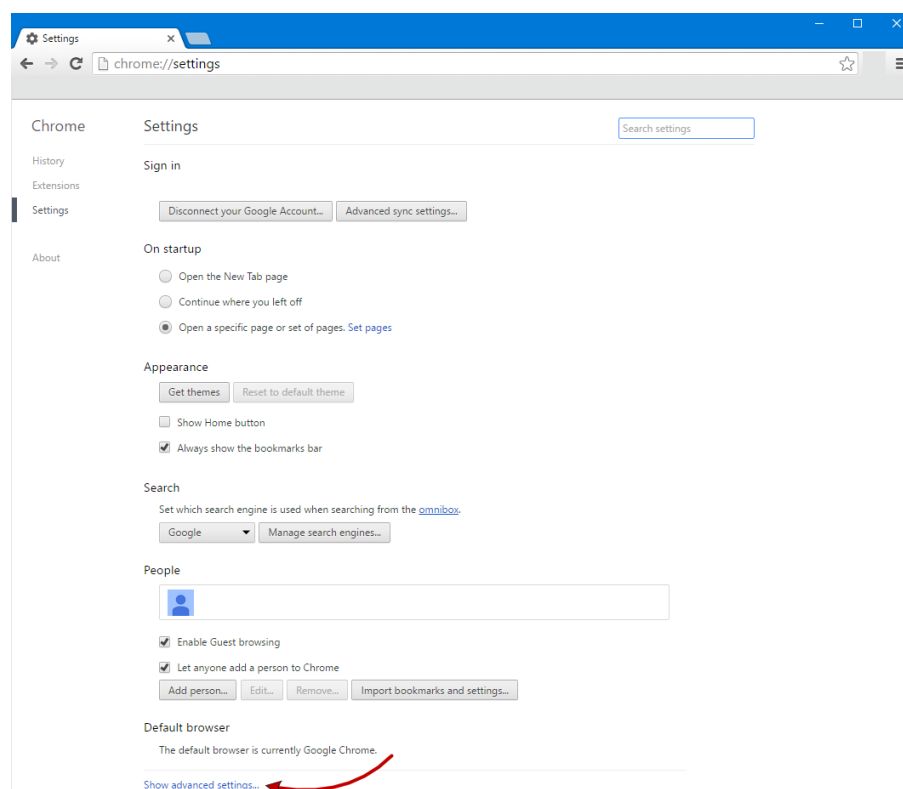 Settings
chrome://settings
Chrome
Settings
Search settings
History
Extensions
Settings
About
Sign in
Disconnect your Google Account... Advanced sync settings...
On startup
Open the New Tab page
Continue where you left off
Open a specific page or set of pages. Set pages
Appearance
Get themes Reset to default theme
Show Home button
Always show the bookmarks bar
Search
Set which search engine is used when searching from the omnibox.
Google Manage search engines...
People
Enable Guest browsing
Let anyone add a person to Chrome
Add person... Edit... Remove... Import bookmarks and settings...
Default browser
The default browser is currently Google Chrome.
Show advanced settings...